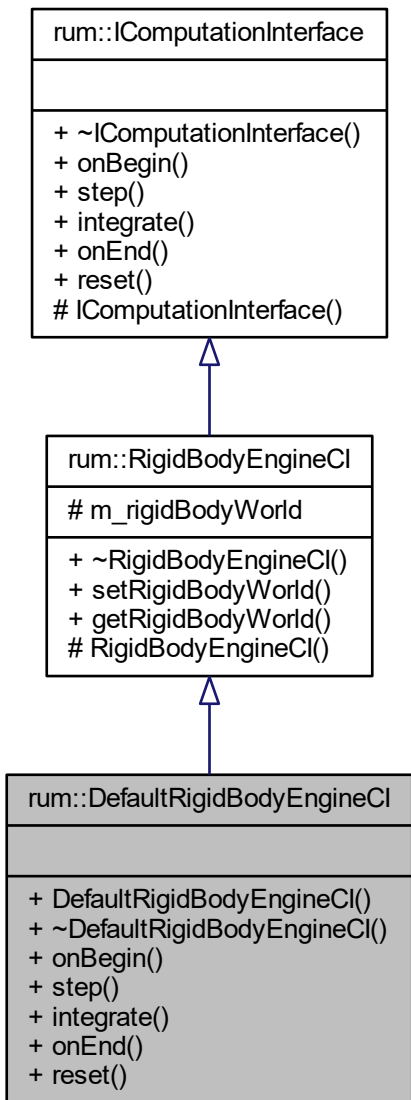 rum::IComputationInterface
+ ~IComputationInterface()
+ onBegin()
+ step()
+ integrate()
+ onEnd()
+ reset()
# IComputationInterface()
rum::RigidBodyEngineCI
# m_rigidBodyWorld
+ ~RigidBodyEngineCI()
+ setRigidBodyWorld()
+ getRigidBodyWorld()
# RigidBodyEngineCI()
rum::DefaultRigidBodyEngineCI
+ DefaultRigidBodyEngineCI()
+ ~DefaultRigidBodyEngineCI()
+ onBegin()
+ step()
+ integrate()
+ onEnd()
+ reset()